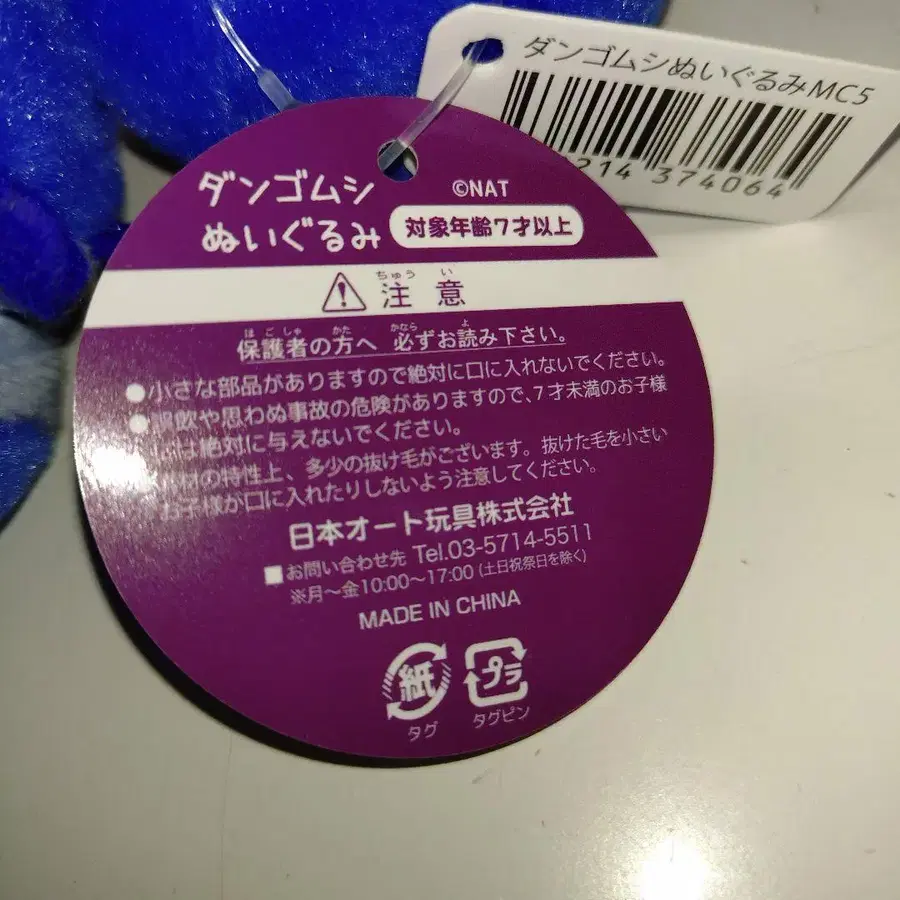 ダンゴムシぬいぐるみMC5
214 374064
ダンゴムシ
©NAT
ぬいぐるみ
対象年齢7才以上
ちゅう い
注 意
ほごしゃ かた かなら よ
保護者の方へ 必ずお読み下さい。
●小さな部品がありますので絶対に口に入れないでください。
●誤飲や思わぬ事故の危険がありますので、7才未満のお子様
は絶対に与えないでください。
材の特性上、多少の抜け毛がございます。抜けた毛を小さい
お子様が口に入れたりしないよう注意してください。
日本オート玩具株式会社
■お問い合わせ先 Tel.03-5714-5511
※月～金10:00～17:00 (土日祝祭日を除く)
MADE IN CHINA
紙 プラ
タグ タグピン